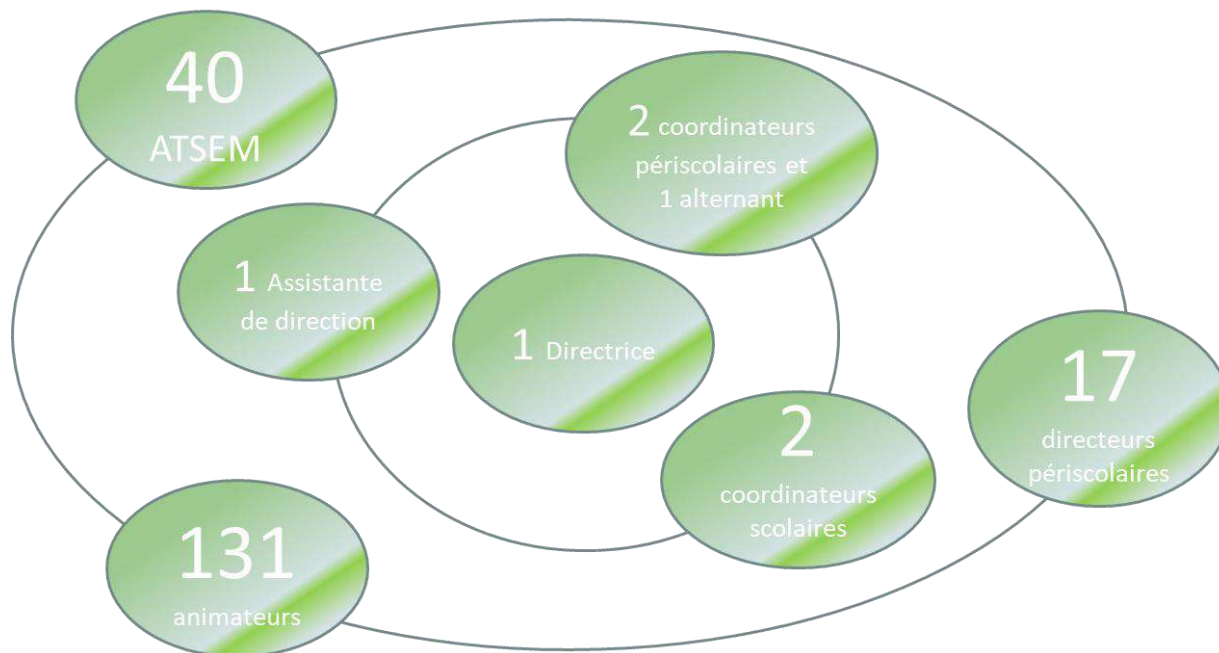 40
ATSEM
2 coordinateurs
périscolaires et
1 alternant
1 Assistante
de direction
1 Directrice
17
directeurs
périscolaires
2
coordinateurs
scolaires
131
animateurs